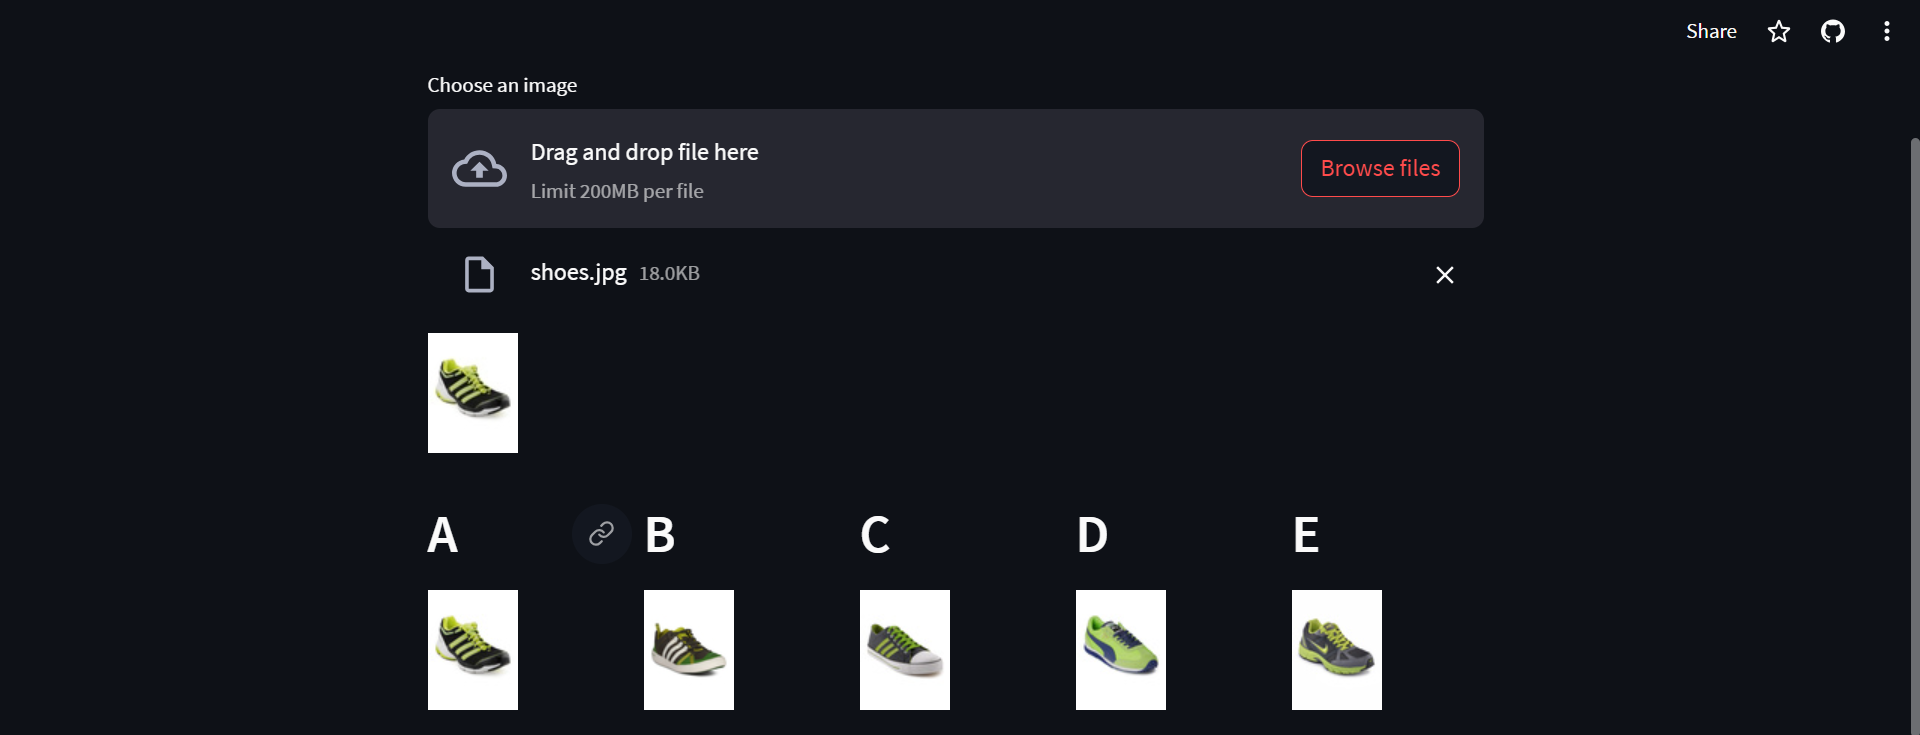 Share
Choose an image
Drag and drop file here
Browse files
Limit 200MB per file
shoes.jpg 18.0KB
A B C D E